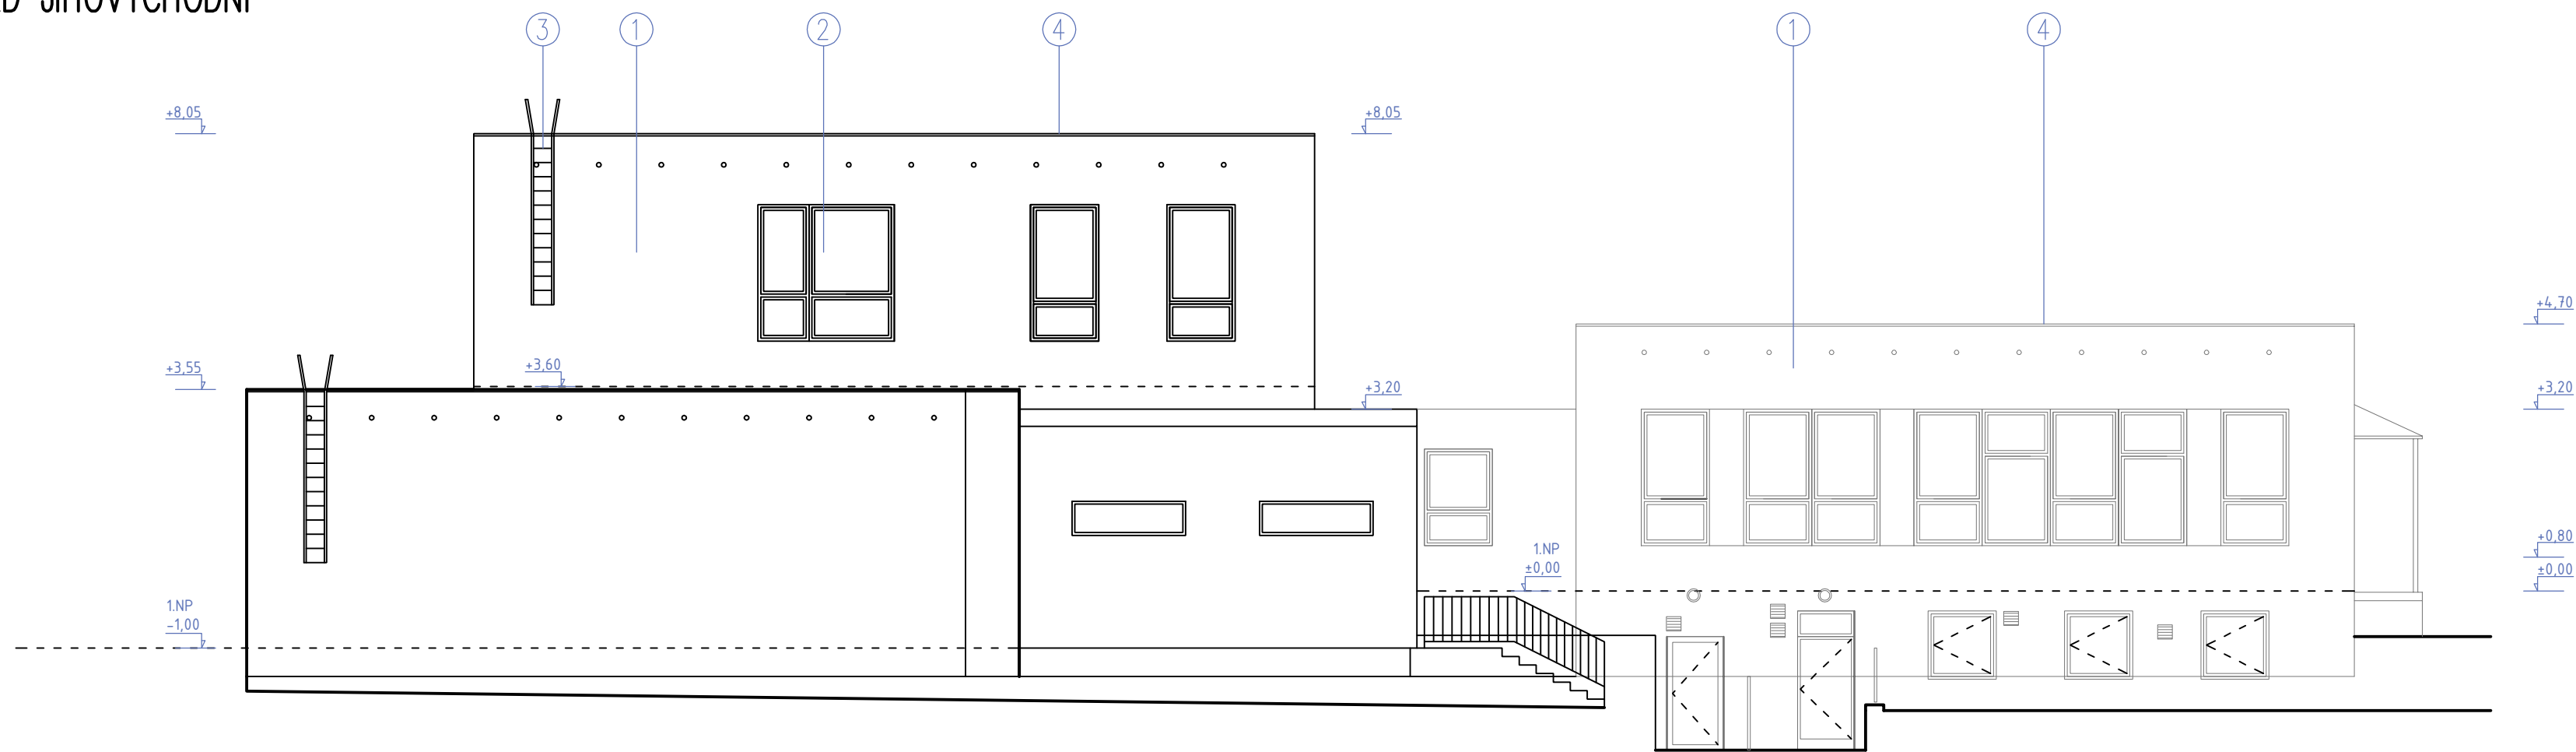 JIHOVÝCHODNÍ
3 1 2 4 1 4
+8,05 +8,05
+4,70
+3,55 +3,60 +3,20 +3,20
1.NP
±0,00
+0,80
±0,00
1.NP
-1,00